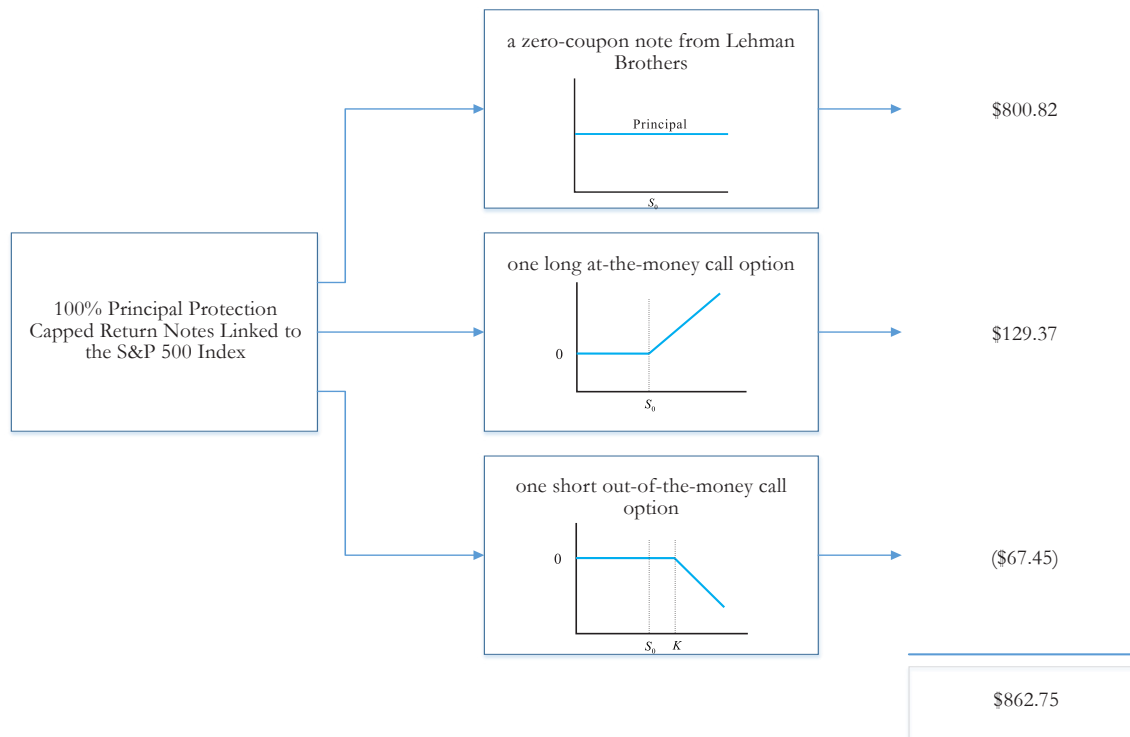 a zero-coupon note from Lehman
Brothers
Principal
S₀
$800.82
100% Principal Protection
Capped Return Notes Linked to
the S&P 500 Index
one long at-the-money call option
0
S₀
$129.37
one short out-of-the-money call
option
0
S₀ K
($67.45)
$862.75